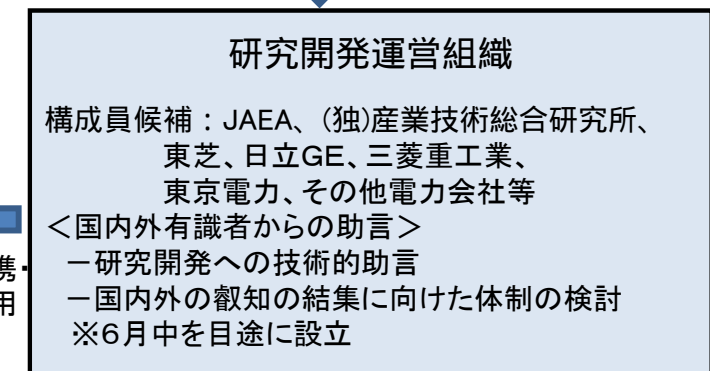 研究開発運営組織
構成員候補：JAEA、(独)産業技術総合研究所、
東芝、日立GE、三菱重工業、
東京電力、その他電力会社等
＜国内外有識者からの助言＞
－研究開発への技術的助言
携・
用
－国内外の叡知の結集に向けた体制の検討
※６月中を目途に設立